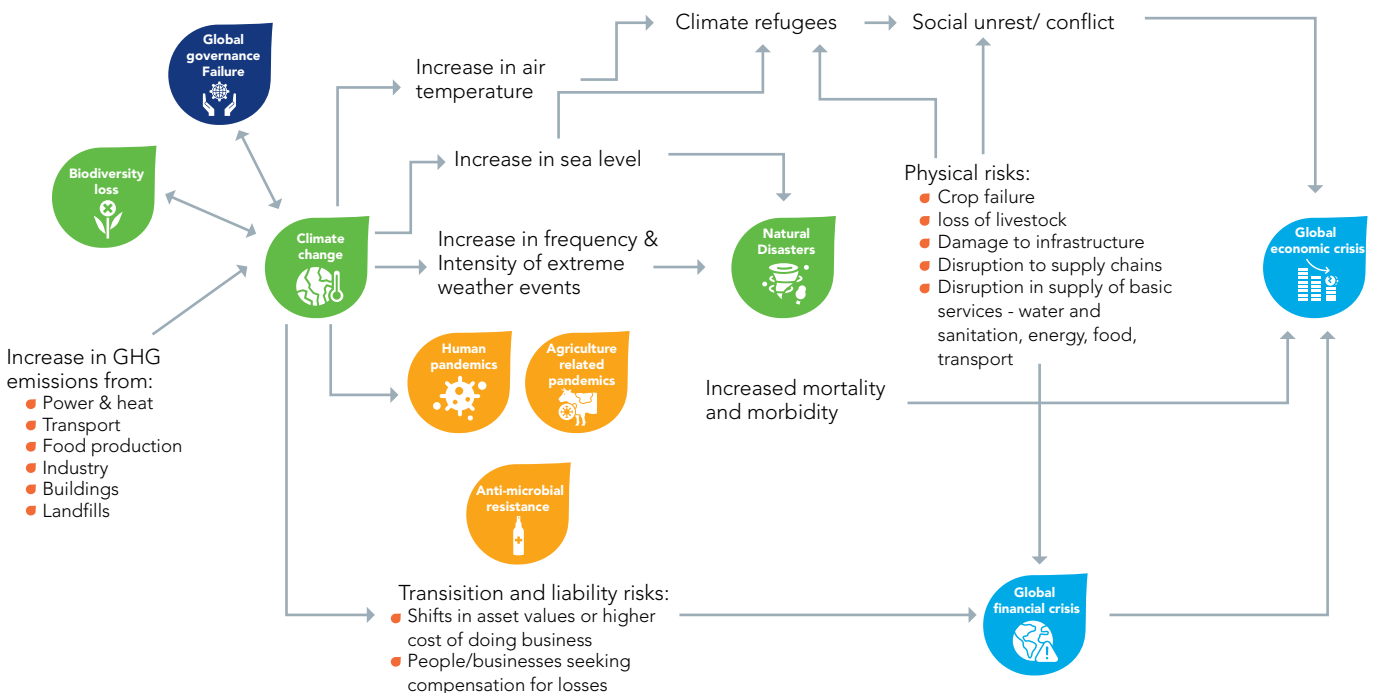 Global
governance
Failure
Biodiversity
loss
Climate
change
Increase in GHG
emissions from:
Power & heat
Transport
Food production
Industry
Buildings
Landfills
Increase in air
temperature
Increase in sea level
Increase in frequency &
Intensity of extreme
weather events
Human
pandemics
Agriculture
related
pandemics
Anti-microbial
resistance
Transisition and liability risks:
Shifts in asset values or higher
cost of doing business
People/businesses seeking
compensation for losses
Climate refugees
Social unrest/ conflict
Natural
Disasters
Physical risks:
Crop failure
loss of livestock
Damage to infrastructure
Disruption to supply chains
Disruption in supply of basic
services - water and
sanitation, energy, food,
transport
Increased mortality
and morbidity
Global
economic crisis
Global
financial crisis